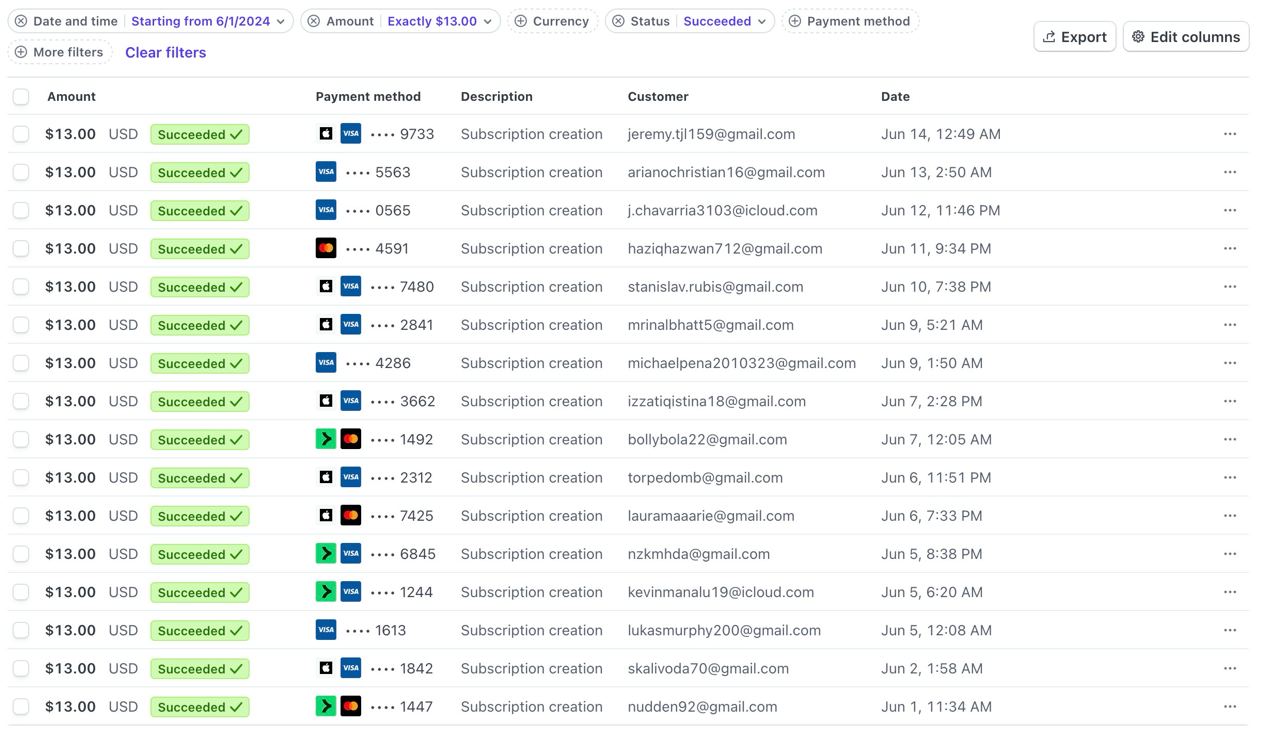 Date and time | Starting from 6/1/2024 Amount | Exactly $13.00 Currency Status | Succeeded Payment method
More filters Clear filters
Export Edit columns
Amount Payment method Description Customer Date
$13.00 USD Succeeded VISA •••• 9733 Subscription creation jeremy.tjl159@gmail.com Jun 14, 12:49 AM
$13.00 USD Succeeded VISA •••• 5563 Subscription creation arianochristian16@gmail.com Jun 13, 2:50 AM
$13.00 USD Succeeded VISA •••• 0565 Subscription creation j.chavarria3103@icloud.com Jun 12, 11:46 PM
$13.00 USD Succeeded •••• 4591 Subscription creation haziqhazwan712@gmail.com Jun 11, 9:34 PM
$13.00 USD Succeeded VISA •••• 7480 Subscription creation stanislav.rubis@gmail.com Jun 10, 7:38 PM
$13.00 USD Succeeded VISA •••• 2841 Subscription creation mrinalbhatt5@gmail.com Jun 9, 5:21 AM
$13.00 USD Succeeded VISA •••• 4286 Subscription creation michaelpena2010323@gmail.com Jun 9, 1:50 AM
$13.00 USD Succeeded VISA •••• 3662 Subscription creation izzatiqistina18@gmail.com Jun 7, 2:28 PM
$13.00 USD Succeeded •••• 1492 Subscription creation bollybola22@gmail.com Jun 7, 12:05 AM
$13.00 USD Succeeded VISA •••• 2312 Subscription creation torpedomb@gmail.com Jun 6, 11:51 PM
$13.00 USD Succeeded •••• 7425 Subscription creation lauramaaarie@gmail.com Jun 6, 7:33 PM
$13.00 USD Succeeded VISA •••• 6845 Subscription creation nzkmhda@gmail.com Jun 5, 8:38 PM
$13.00 USD Succeeded VISA •••• 1244 Subscription creation kevinmanalu19@icloud.com Jun 5, 6:20 AM
$13.00 USD Succeeded VISA •••• 1613 Subscription creation lukasmurphy200@gmail.com Jun 5, 12:08 AM
$13.00 USD Succeeded VISA •••• 1842 Subscription creation skalivoda70@gmail.com Jun 2, 1:58 AM
$13.00 USD Succeeded •••• 1447 Subscription creation nudden92@gmail.com Jun 1, 11:34 AM